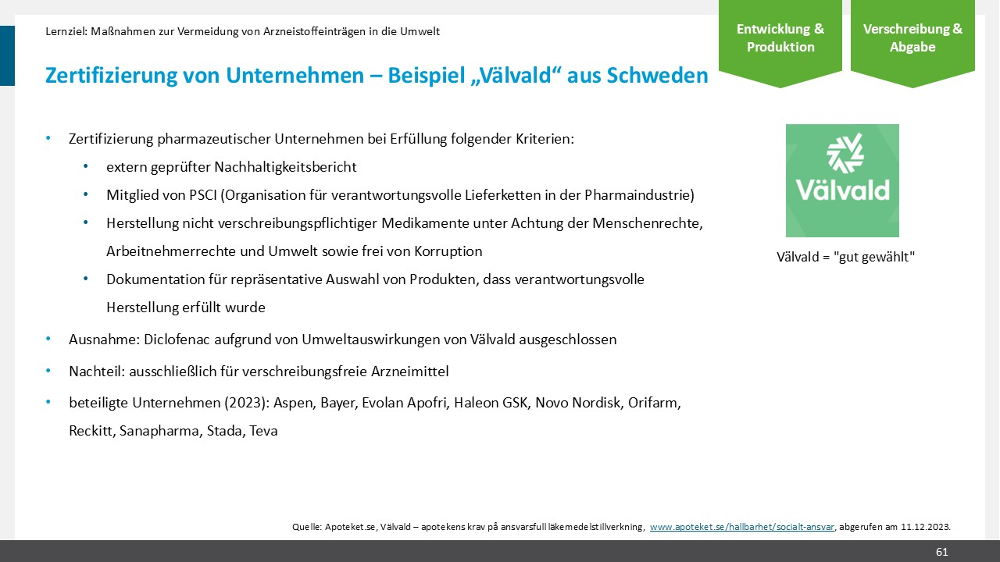 Lernziel: Maßnahmen zur Vermeidung von Arzneistoffeinträgen in die Umwelt
Entwicklung &
Produktion
Verschreibung &
Abgabe
Zertifizierung von Unternehmen – Beispiel „Välvald“ aus Schweden
• Zertifizierung pharmazeutischer Unternehmen bei Erfüllung folgender Kriterien:
• extern geprüfter Nachhaltigkeitsbericht
• Mitglied von PSCI (Organisation für verantwortungsvolle Lieferketten in der Pharmaindustrie)
• Herstellung nicht verschreibungspflichtiger Medikamente unter Achtung der Menschenrechte,
Arbeitnehmerrechte und Umwelt sowie frei von Korruption
• Dokumentation für repräsentative Auswahl von Produkten, dass verantwortungsvolle
Herstellung erfüllt wurde
• Ausnahme: Diclofenac aufgrund von Umweltauswirkungen von Välvald ausgeschlossen
• Nachteil: ausschließlich für verschreibungsfreie Arzneimittel
• beteiligte Unternehmen (2023): Aspen, Bayer, Evolan Apofri, Haleon GSK, Novo Nordisk, Orifarm,
Reckitt, Sanapharma, Stada, Teva
Välvald
Välvald = "gut gewählt"
Quelle: Apoteket.se, Välvald – apotekens krav på ansvarsfull läkemedelstillverkning, www.apoteket.se/hallbarhet/socialt-ansvar, abgerufen am 11.12.2023.
61